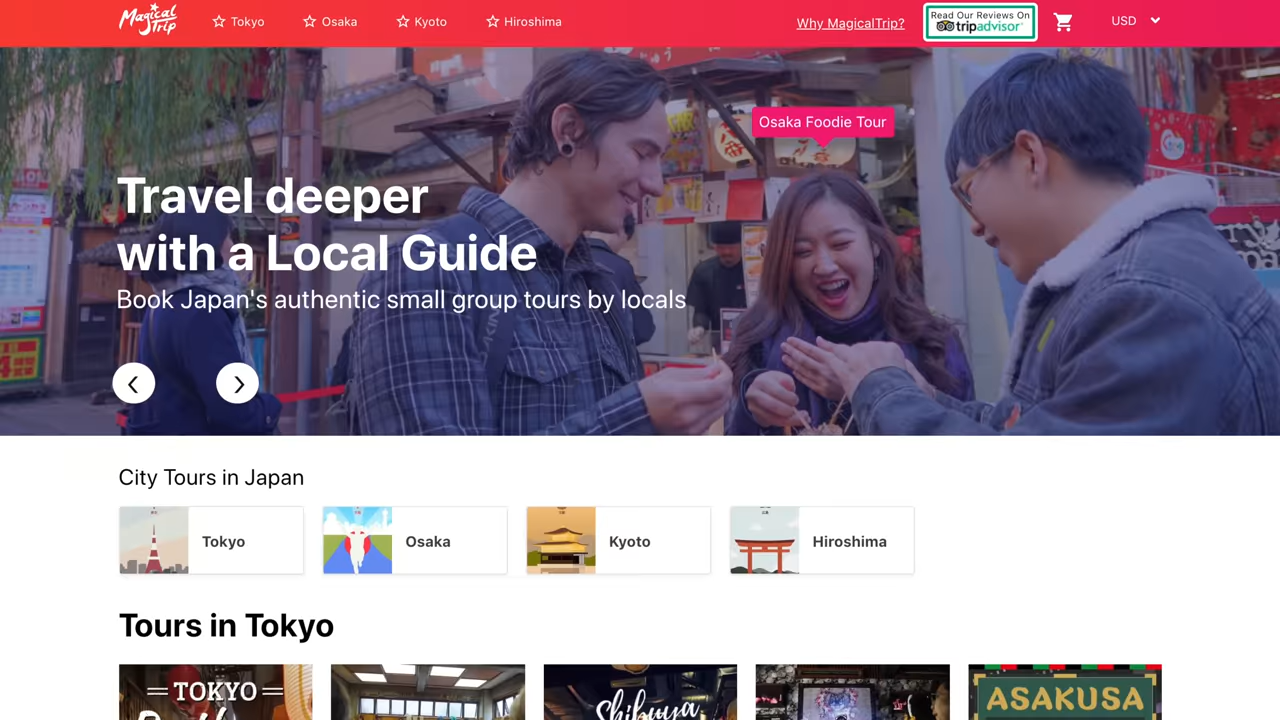 Magical Trip
Tokyo
Osaka
Kyoto
Hiroshima
Why MagicalTrip?
Read Our Reviews On
tripadvisor
USD
Osaka Foodie Tour
Travel deeper
with a Local Guide
Book Japan's authentic small group tours by locals
City Tours in Japan
Tokyo
Osaka
Kyoto
Hiroshima
Tours in Tokyo
TOKYO
Shibuya
ASAKUSA